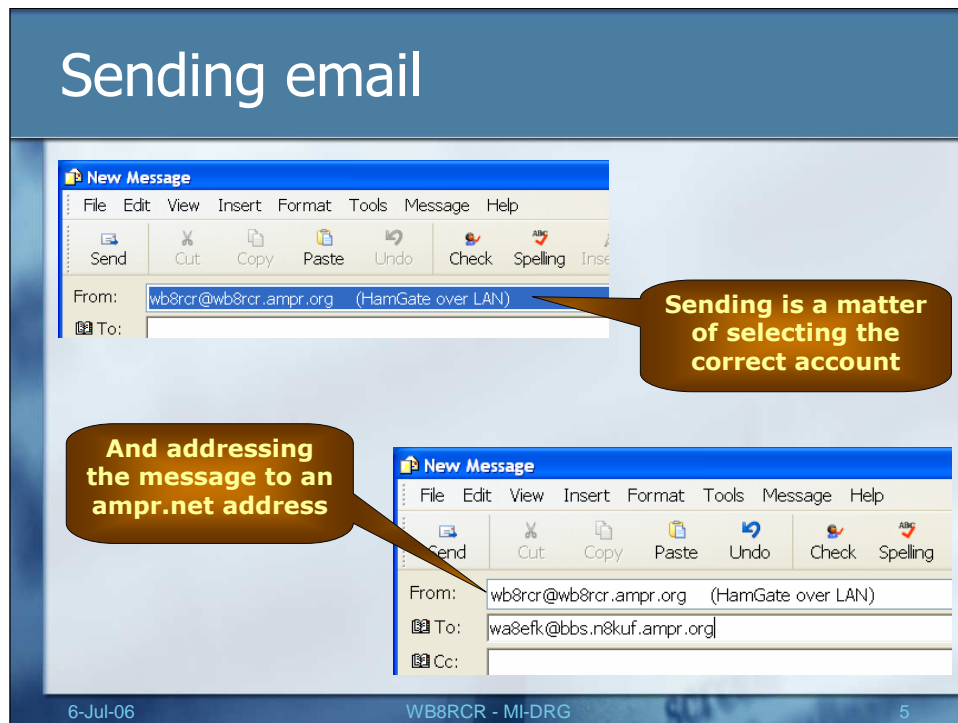 Sending email
New Message
File Edit View Insert Format Tools Message Help
Send Cut Copy Paste Undo Check Spelling
From: wb8rcr@wb8rcr.ampr.org (HamGate over LAN)
To:
Sending is a matter
of selecting the
correct account
And addressing
the message to an
ampr.net address
New Message
File Edit View Insert Format Tools Message Help
Send Cut Copy Paste Undo Check Spelling
From: wb8rcr@wb8rcr.ampr.org (HamGate over LAN)
To: wa8efk@bbs.n8kuf.ampr.org
Cc:
6-Jul-06 WB8RCR - MI-DRG 5